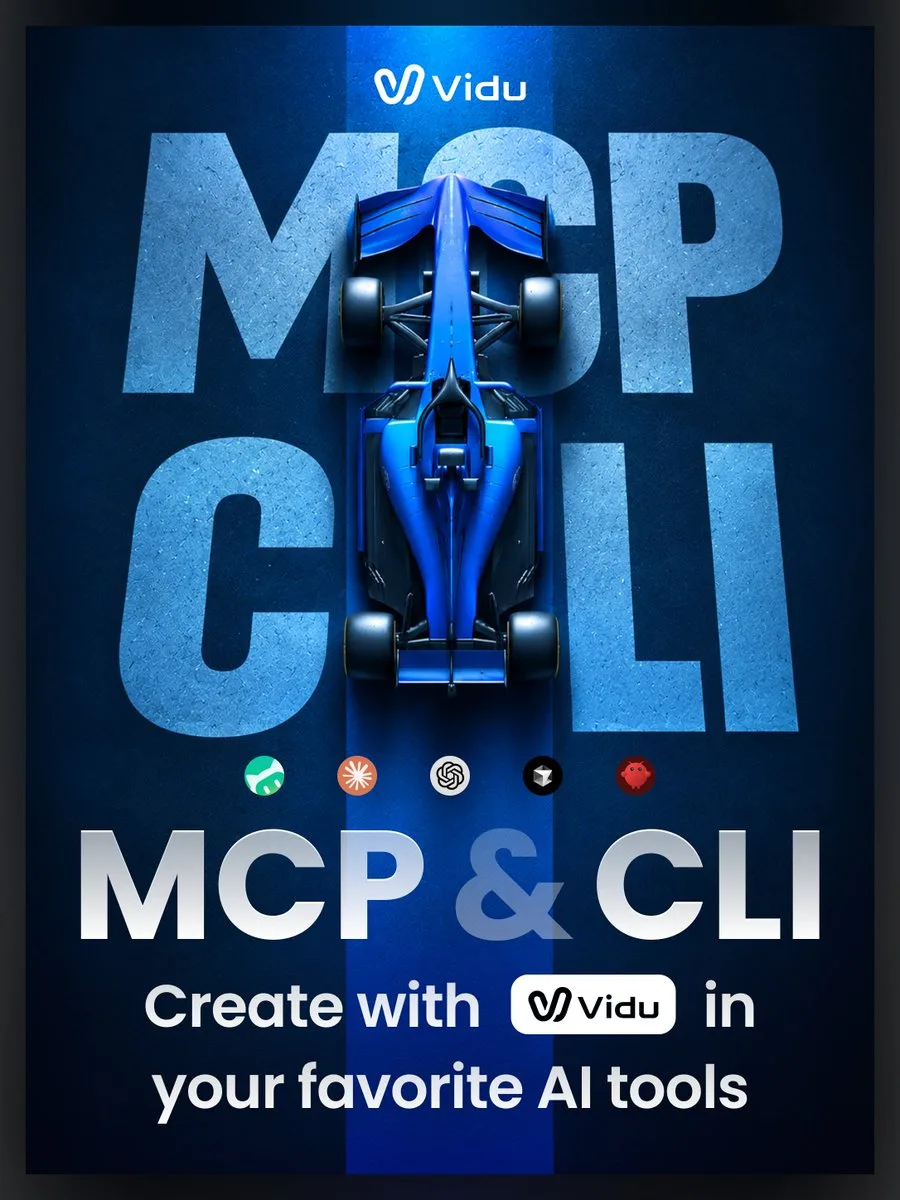 Vidu
MCP
CLI
MCP & CLI
Create with Vidu in
your favorite AI tools